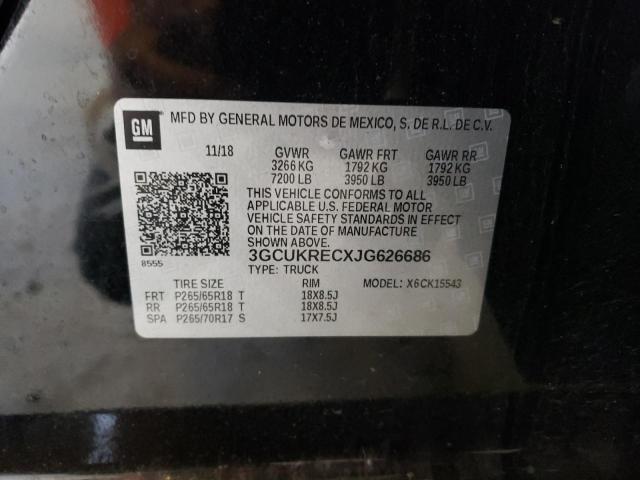 GM
MFD BY GENERAL MOTORS DE MEXICO, S. DE R.L. DE C.V.
11/18 GVWR GAWR FRT GAWR RR
3266 KG 1792 KG 1792 KG
7200 LB 3950 LB 3950 LB
THIS VEHICLE CONFORMS TO ALL
APPLICABLE U.S. FEDERAL MOTOR
VEHICLE SAFETY STANDARDS IN EFFECT
ON THE DATE OF MANUFACTURE
SHOWN ABOVE.
8555 3GCUKRECXJG626686
TYPE: TRUCK
TIRE SIZE RIM MODEL: X6CK15543
FRT P265/65R18 T 18X8.5J
RR P265/65R18 T 18X8.5J
SPA P265/70R17 S 17X7.5J